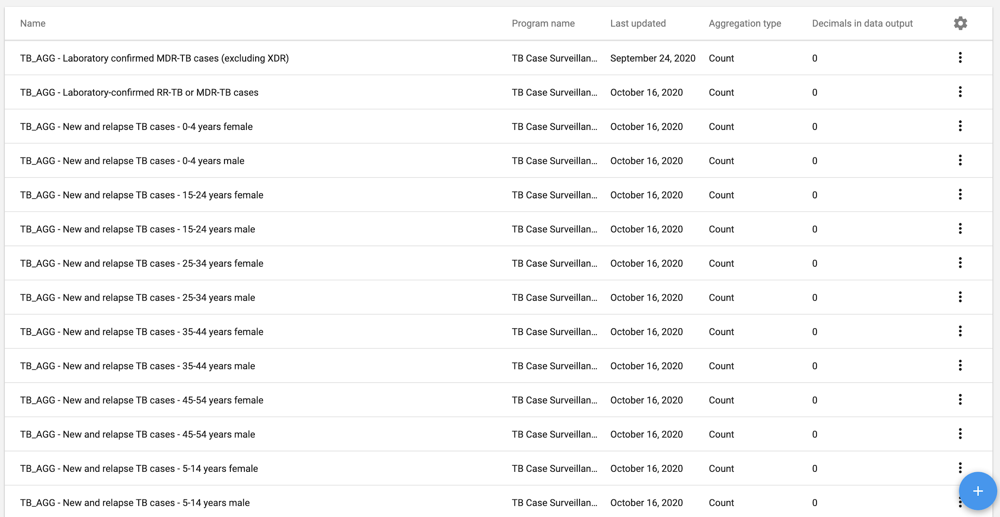 Name Program name Last updated Aggregation type Decimals in data output
TB_AGG - Laboratory confirmed MDR-TB cases (excluding XDR) TB Case Surveillan... September 24, 2020 Count 0
TB_AGG - Laboratory-confirmed RR-TB or MDR-TB cases TB Case Surveillan... October 16, 2020 Count 0
TB_AGG - New and relapse TB cases - 0-4 years female TB Case Surveillan... October 16, 2020 Count 0
TB_AGG - New and relapse TB cases - 0-4 years male TB Case Surveillan... October 16, 2020 Count 0
TB_AGG - New and relapse TB cases - 15-24 years female TB Case Surveillan... October 16, 2020 Count 0
TB_AGG - New and relapse TB cases - 15-24 years male TB Case Surveillan... October 16, 2020 Count 0
TB_AGG - New and relapse TB cases - 25-34 years female TB Case Surveillan... October 16, 2020 Count 0
TB_AGG - New and relapse TB cases - 25-34 years male TB Case Surveillan... October 16, 2020 Count 0
TB_AGG - New and relapse TB cases - 35-44 years female TB Case Surveillan... October 16, 2020 Count 0
TB_AGG - New and relapse TB cases - 35-44 years male TB Case Surveillan... October 16, 2020 Count 0
TB_AGG - New and relapse TB cases - 45-54 years female TB Case Surveillan... October 16, 2020 Count 0
TB_AGG - New and relapse TB cases - 45-54 years male TB Case Surveillan... October 16, 2020 Count 0
TB_AGG - New and relapse TB cases - 5-14 years female TB Case Surveillan... October 16, 2020 Count 0
TB_AGG - New and relapse TB cases - 5-14 years male TB Case Surveillan... October 16, 2020 Count 0